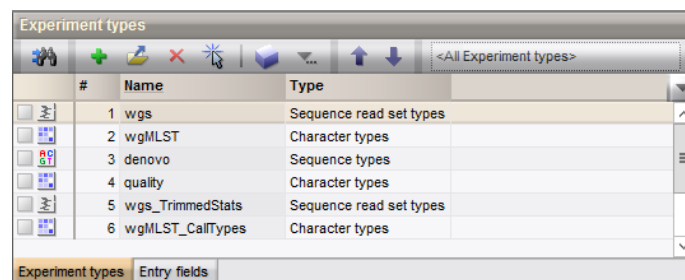 Experiment types
<All Experiment types>
# Name Type
1 wgs Sequence read set types
2 wgMLST Character types
AC GT 3 denovo Sequence types
4 quality Character types
5 wgs_TrimmedStats Sequence read set types
6 wgMLST_CallTypes Character types
Experiment types Entry fields